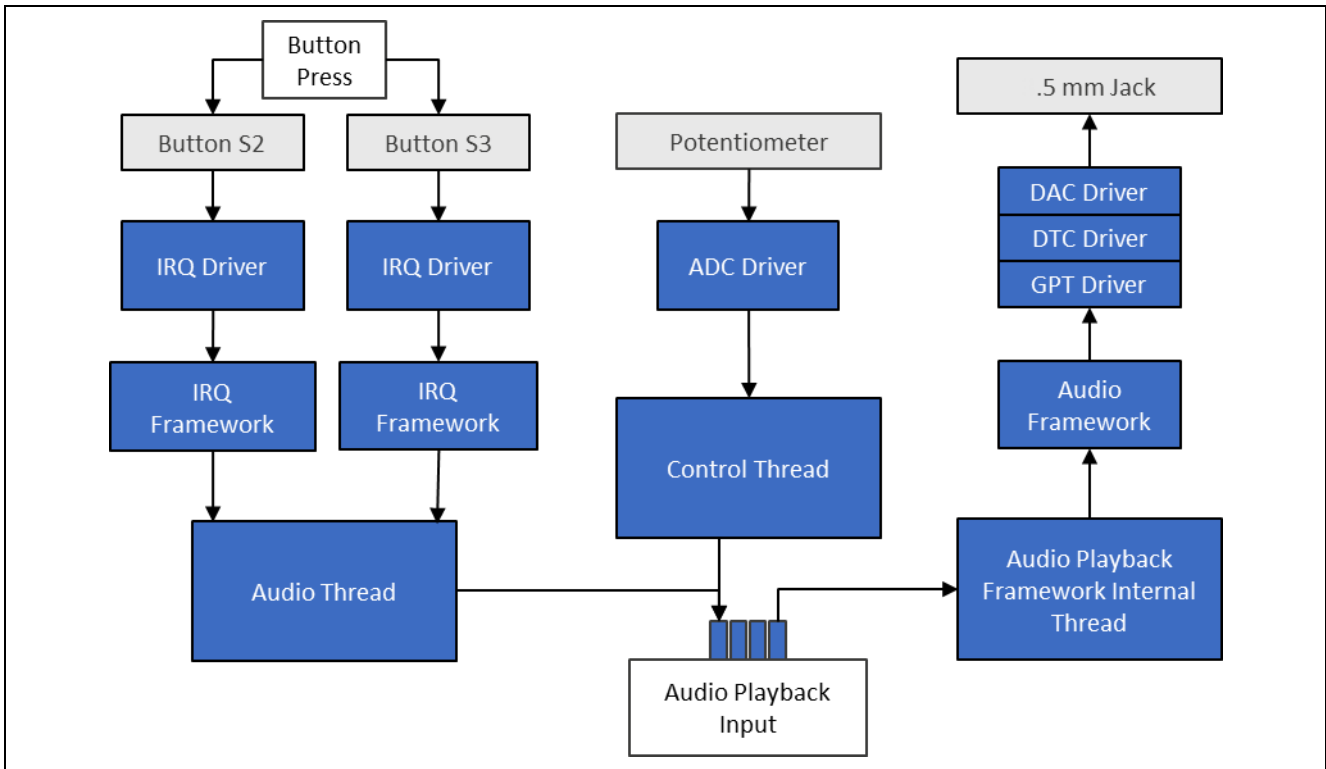 Button
Press
.5 mm Jack
Button S2
Button S3
Potentiometer
DAC Driver
DTC Driver
GPT Driver
IRQ Driver
IRQ Driver
ADC Driver
IRQ
Framework
IRQ
Framework
Audio
Framework
Control Thread
Audio Thread
Audio Playback
Framework Internal
Thread
Audio Playback
Input